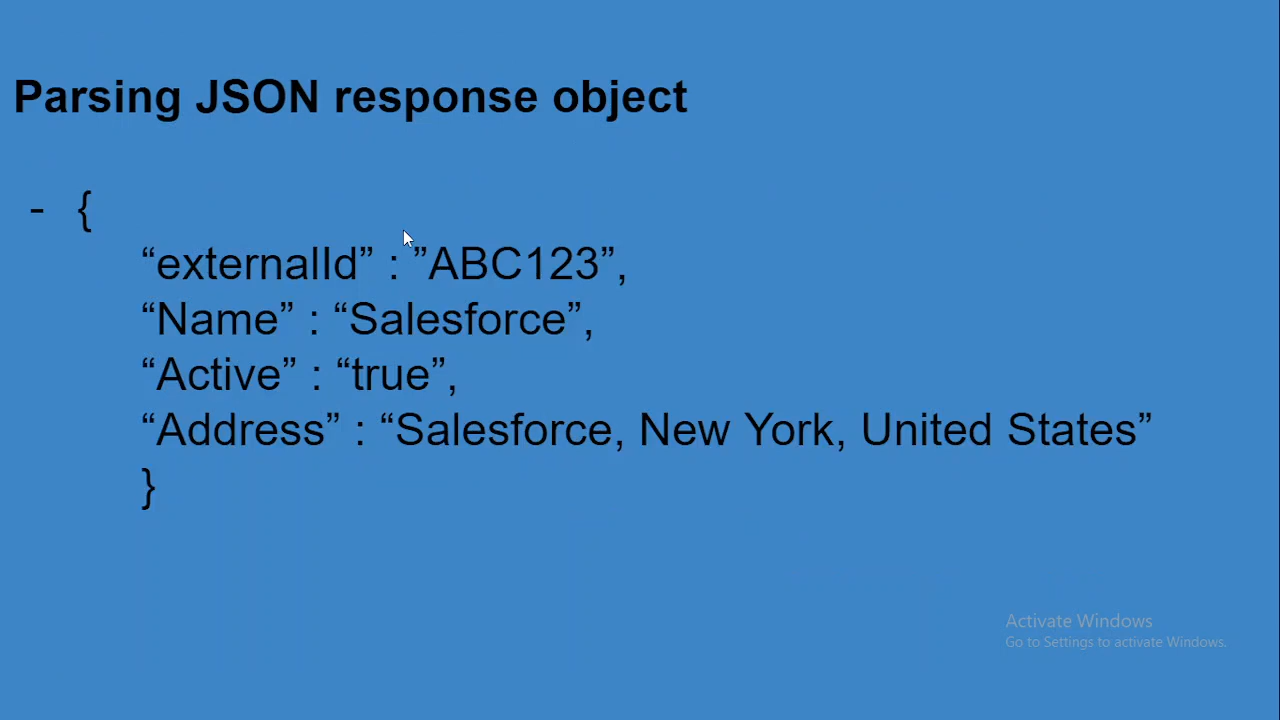 Parsing JSON response object
- {
“externalId” : ”ABC123”,
“Name” : “Salesforce”,
“Active” : “true”,
“Address” : “Salesforce, New York, United States”
}
Activate Windows
Go to Settings to activate Windows.